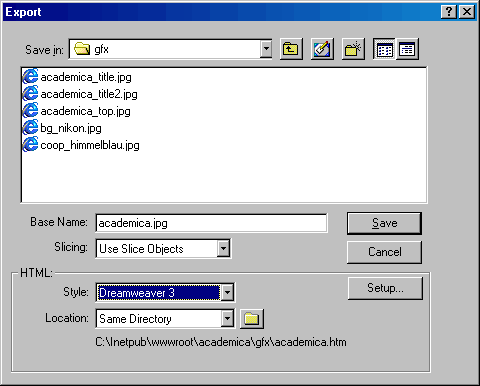 Export
Save in: gfx
academica_title.jpg
academica_title2.jpg
academica_top.jpg
bg_nikon.jpg
coop_himmelblau.jpg
Base Name: academica.jpg Save
Slicing: Use Slice Objects Cancel
HTML:
Style: Dreamweaver 3 Setup...
Location: Same Directory
C:\Inetpub\wwwroot\academica\gfx\academica.htm